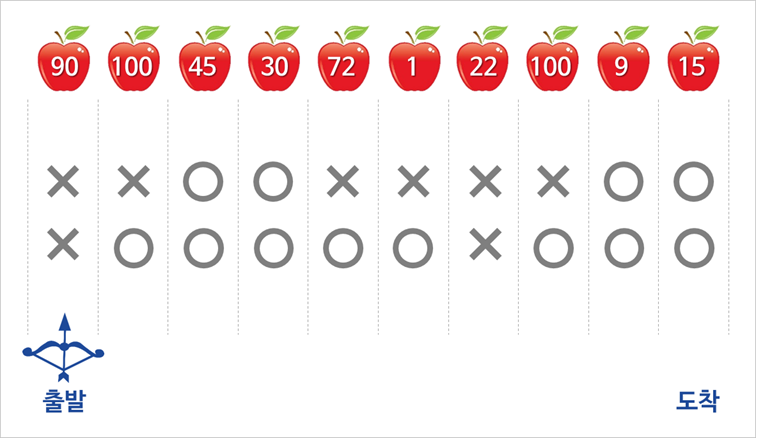 90 100 45 30 72 1 22 100 9 15
× × ○ ○ × × × × ○ ○
× ○ ○ ○ ○ ○ × ○ ○ ○
출발 도착